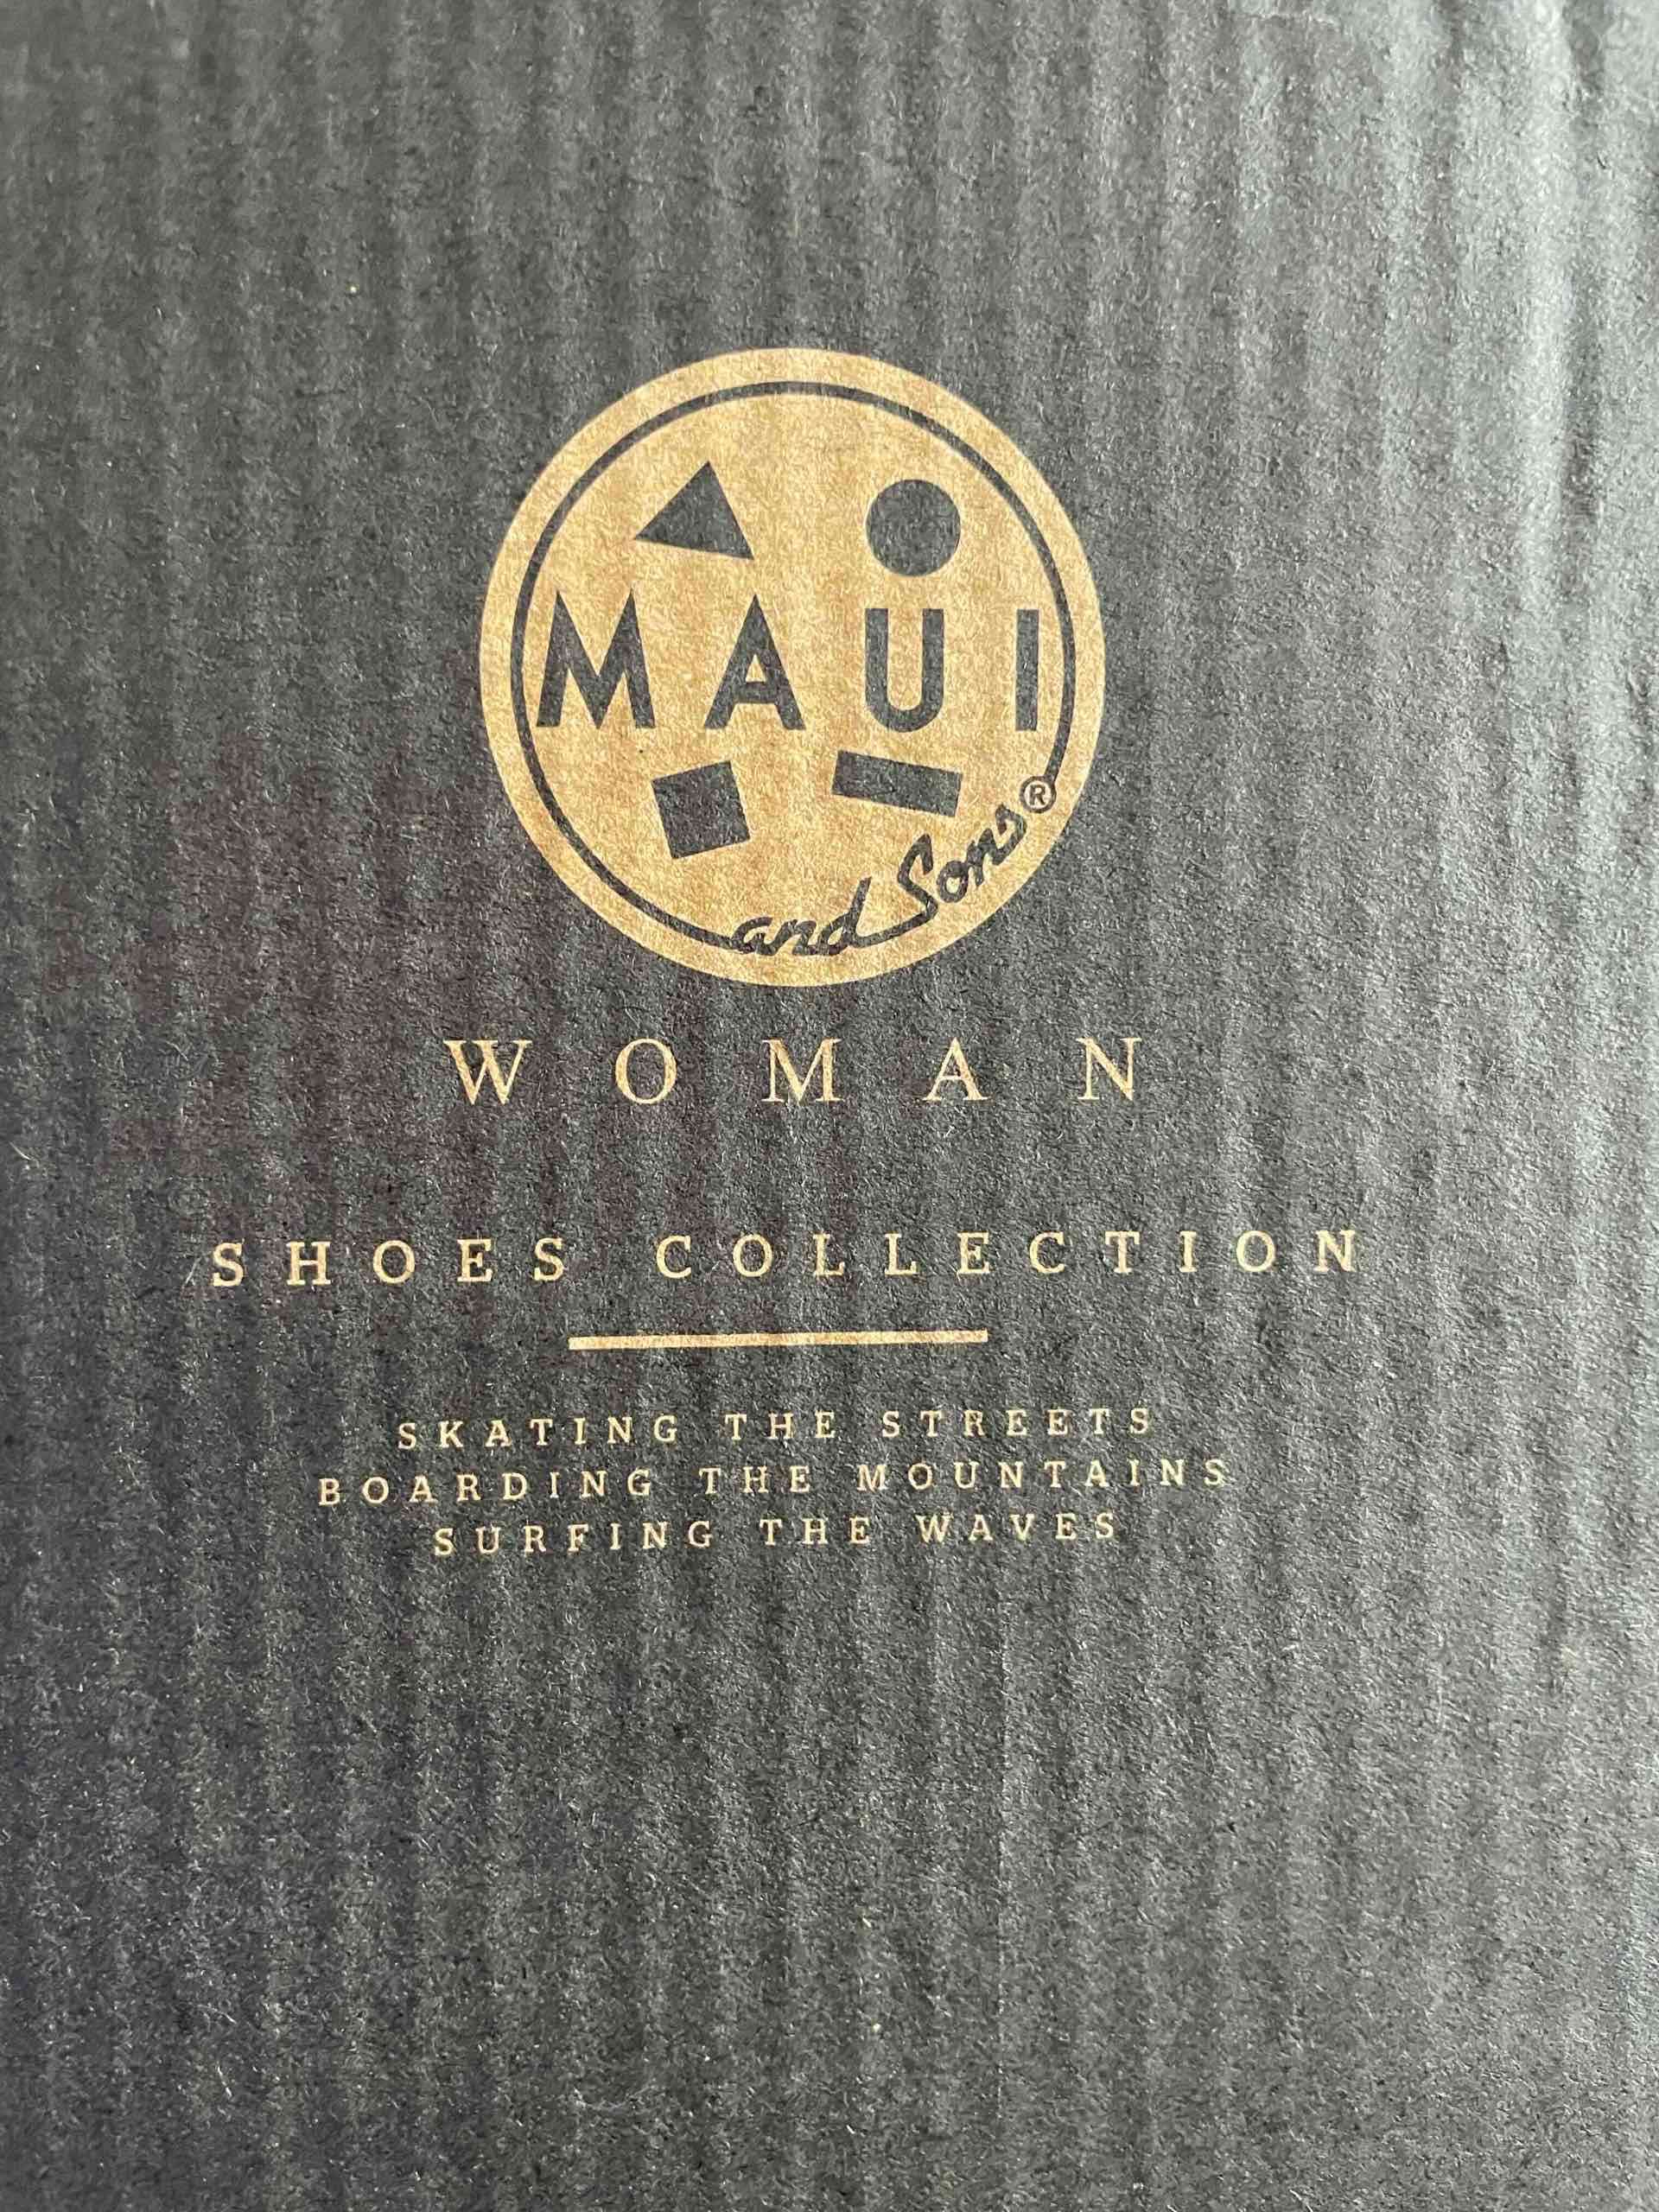 MAUI
and Sons®
WOMAN
SHOES COLLECTION
SKATING THE STREETS
BOARDING THE MOUNTAINS
SURFING THE WAVES